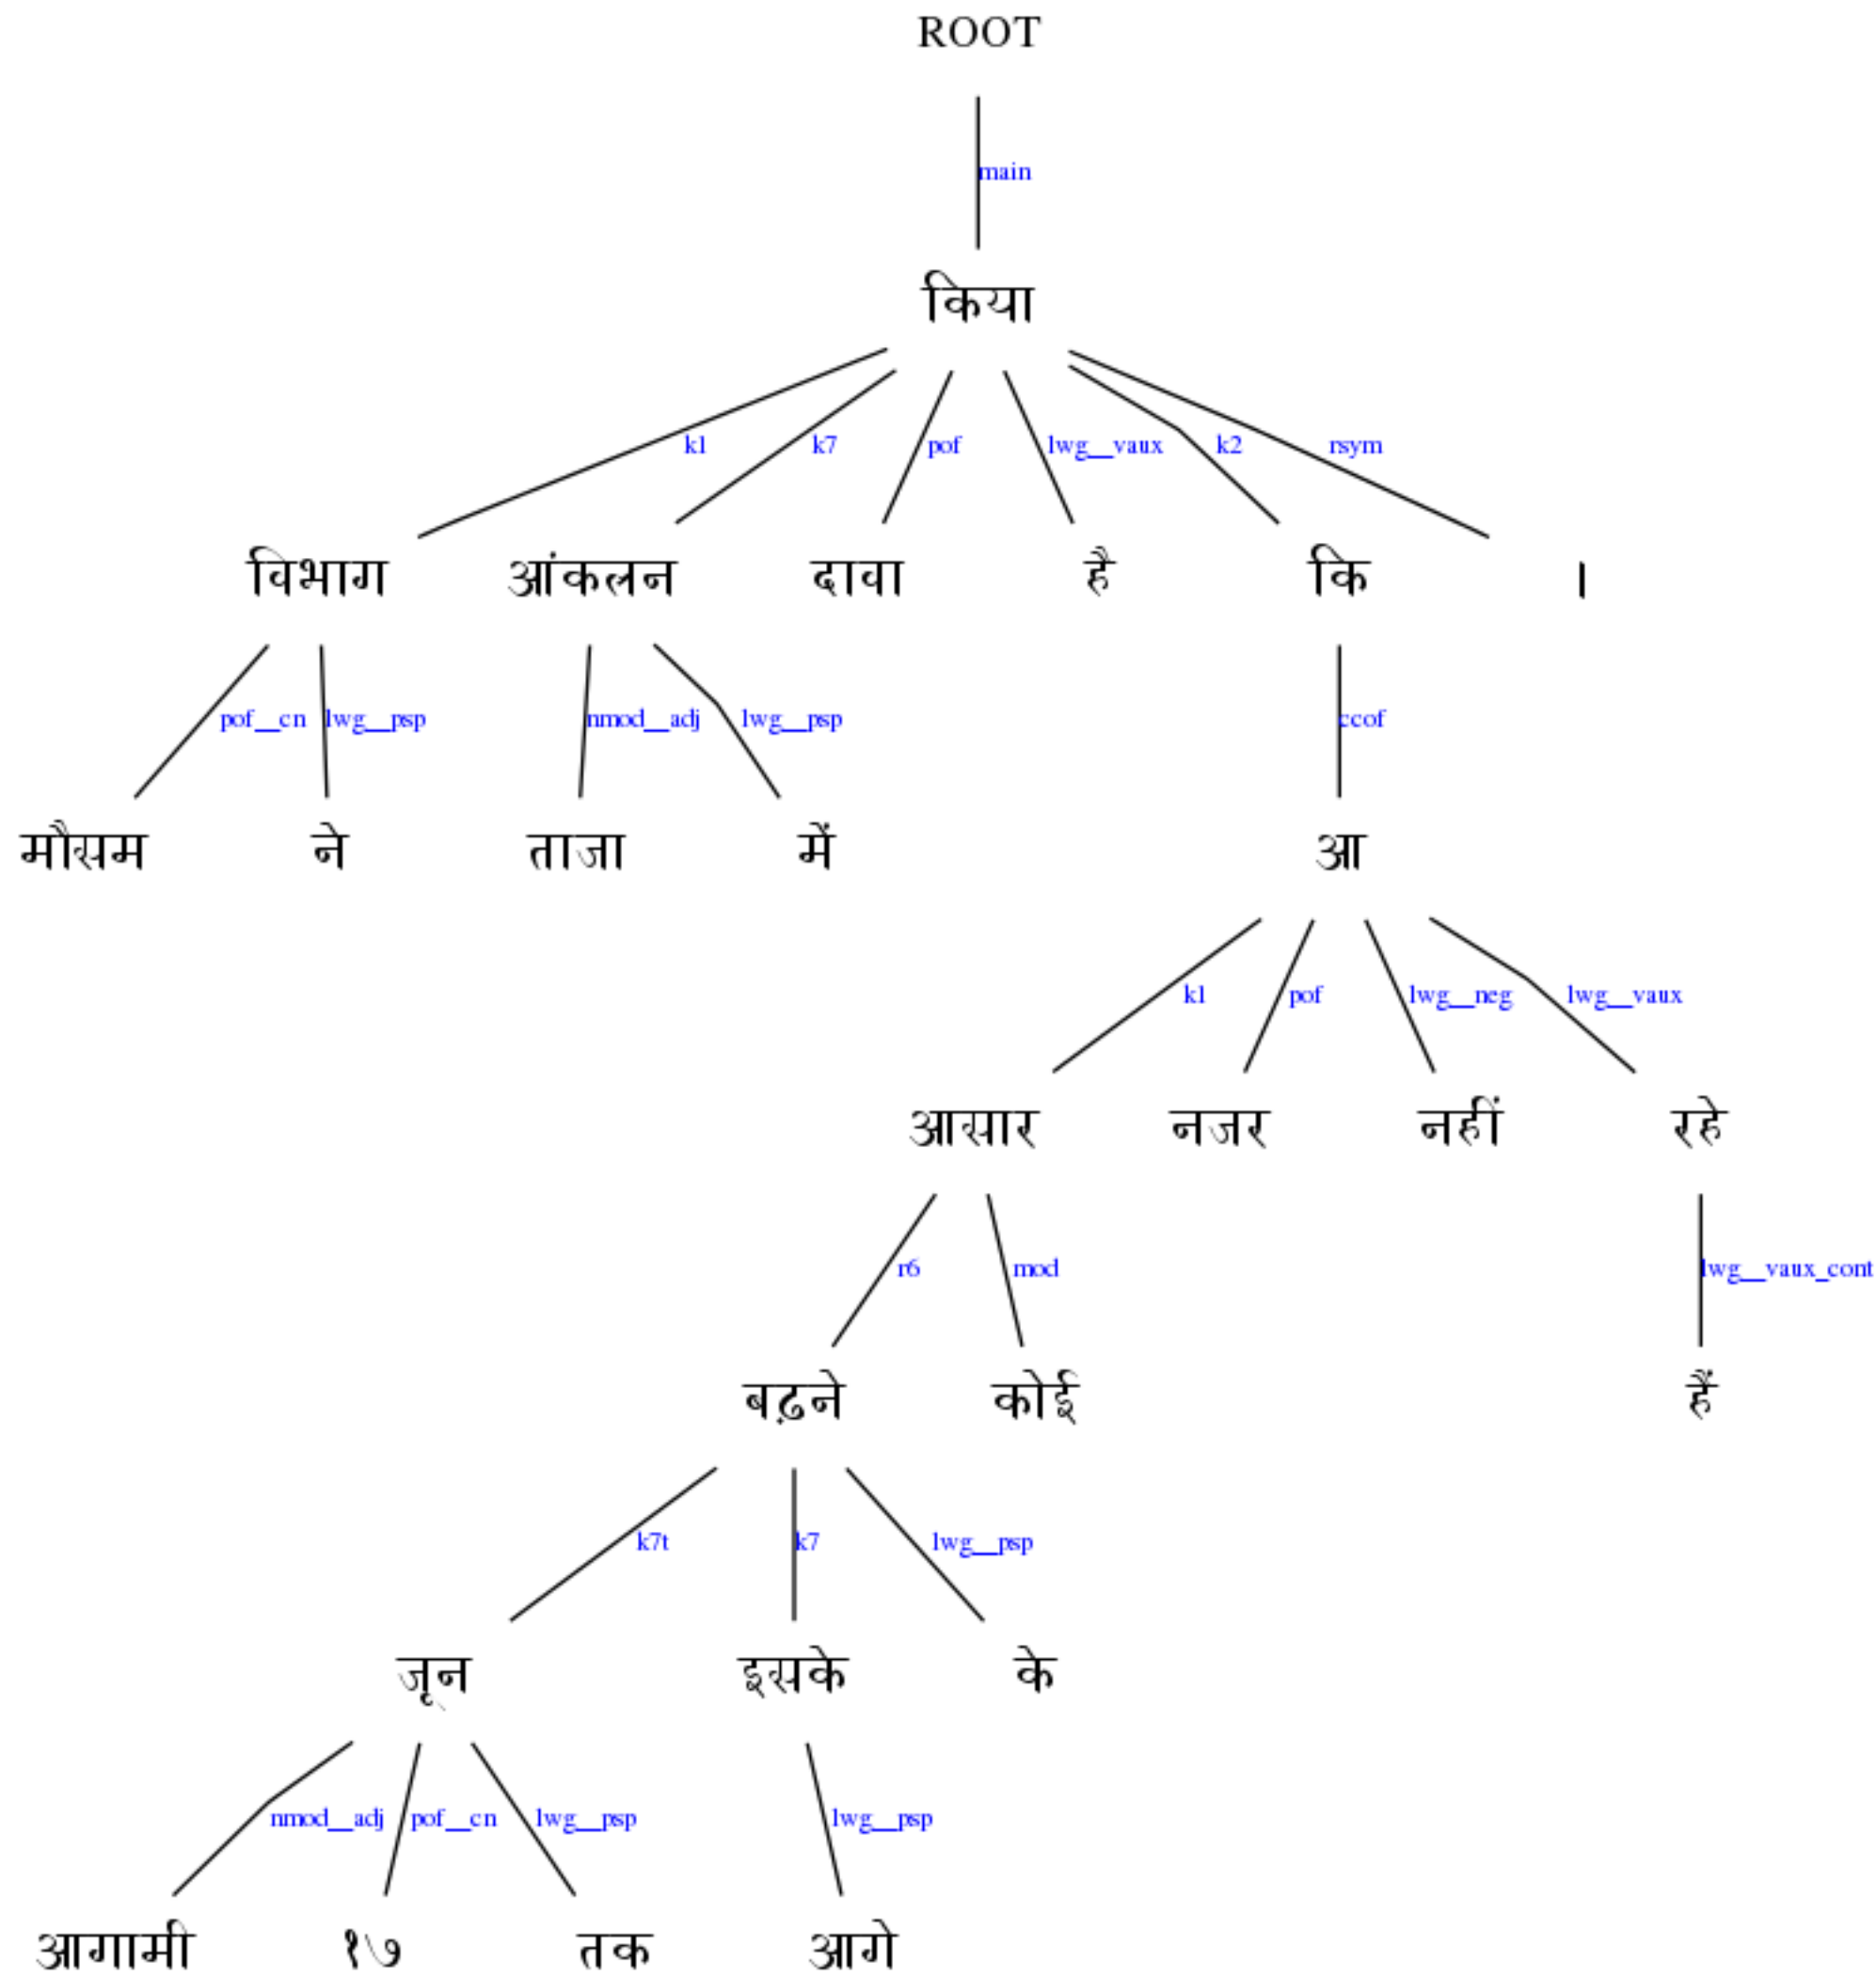 ROOT
main
किया
k1 k7 pof lwg__vaux k2 rsym
विभाग आंकलन दावा है कि ।
pof__cn lwg__psp nmod__adj lwg__psp ccof
मौसम ने ताजा में आ
k1 pof lwg__neg lwg__vaux
आसार नजर नहीं रहे
r6 mod lwg__vaux_cont
बढ़ने कोई हैं
k7t k7 lwg__psp
जून इसके के
nmod__adj pof__cn lwg__psp lwg__psp
आगामी १७ तक आगे